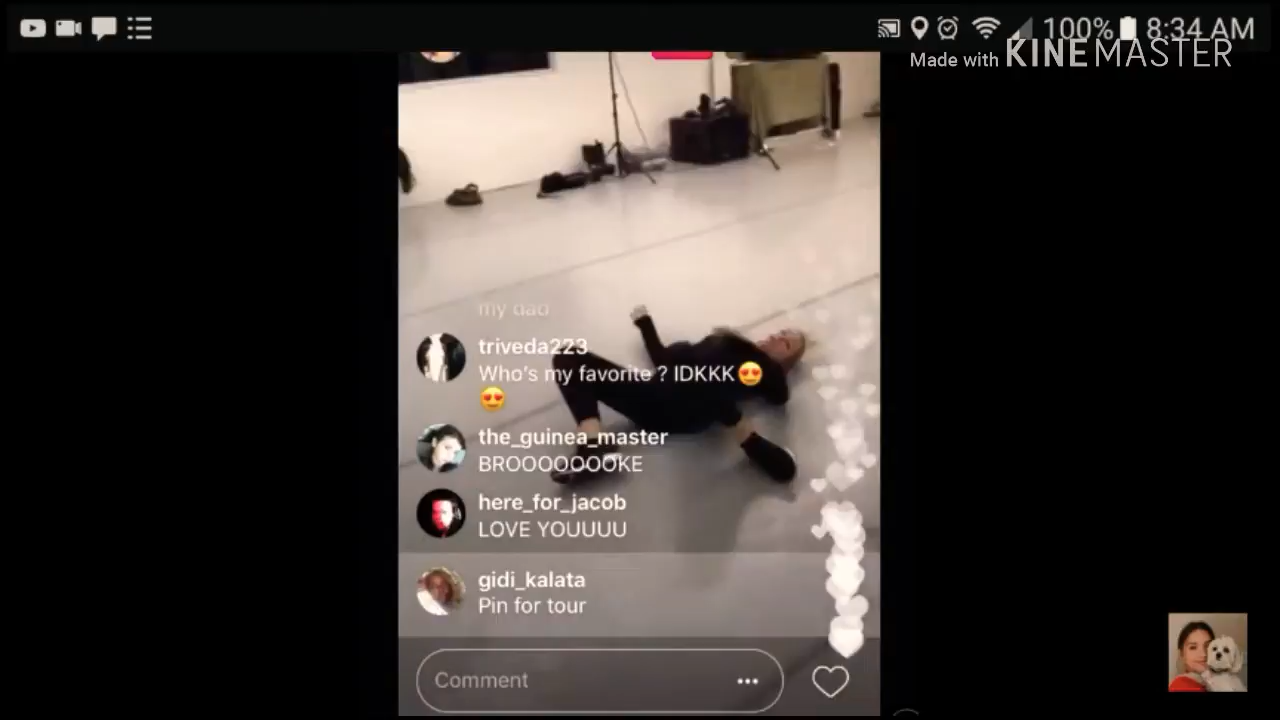 100% 8:34 AM
Made with KINEMASTER
my dad
triveda223
Who's my favorite ? IDKKK😍
😍
the_guinea_master
BROOOOOOOKE
here_for_jacob
LOVE YOUUUU
gidi_kalata
Pin for tour
Comment